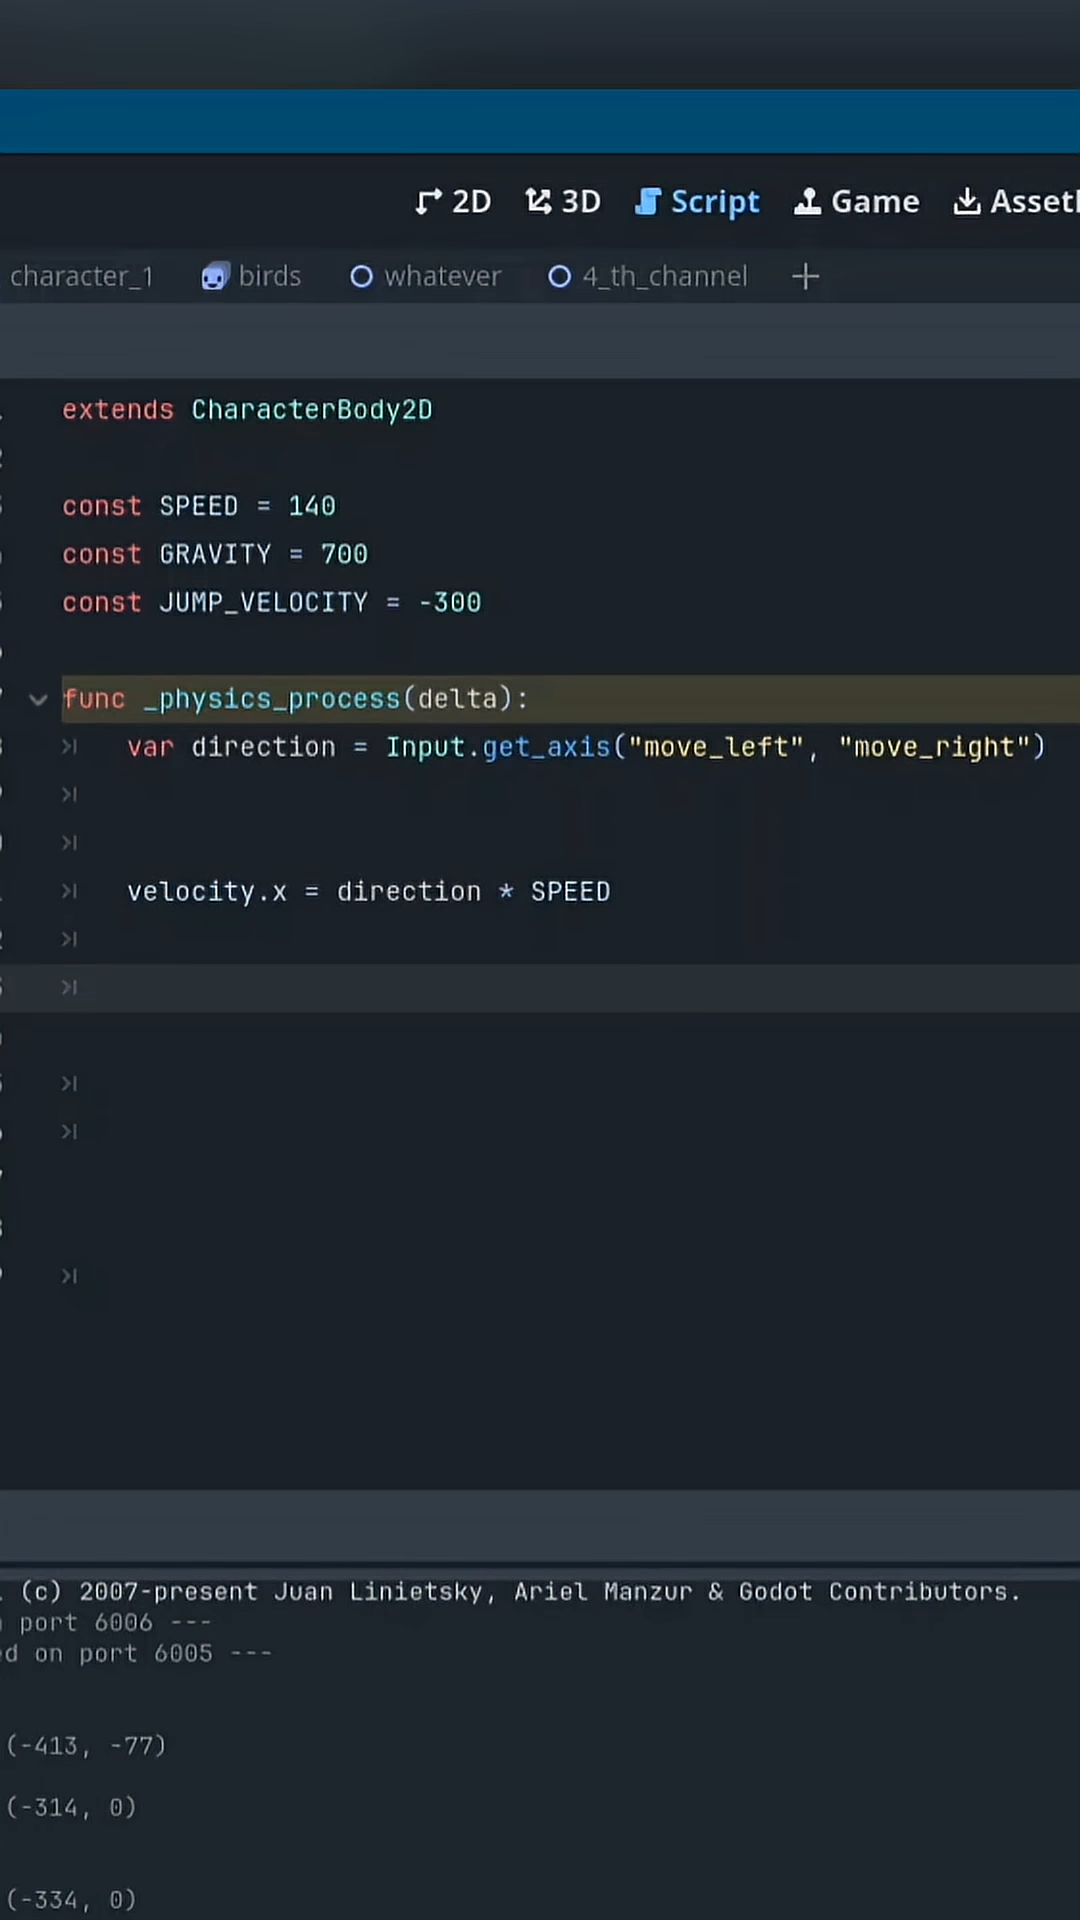 2D 3D Script Game Asset
character_1 birds whatever 4_th_channel +
extends CharacterBody2D
const SPEED = 140
const GRAVITY = 700
const JUMP_VELOCITY = -300
func _physics_process(delta):
var direction = Input.get_axis("move_left", "move_right")
velocity.x = direction * SPEED
(c) 2007-present Juan Linietsky, Ariel Manzur & Godot Contributors.
port 6006 ---
d on port 6005 ---
(-413, -77)
(-314, 0)
(-334, 0)